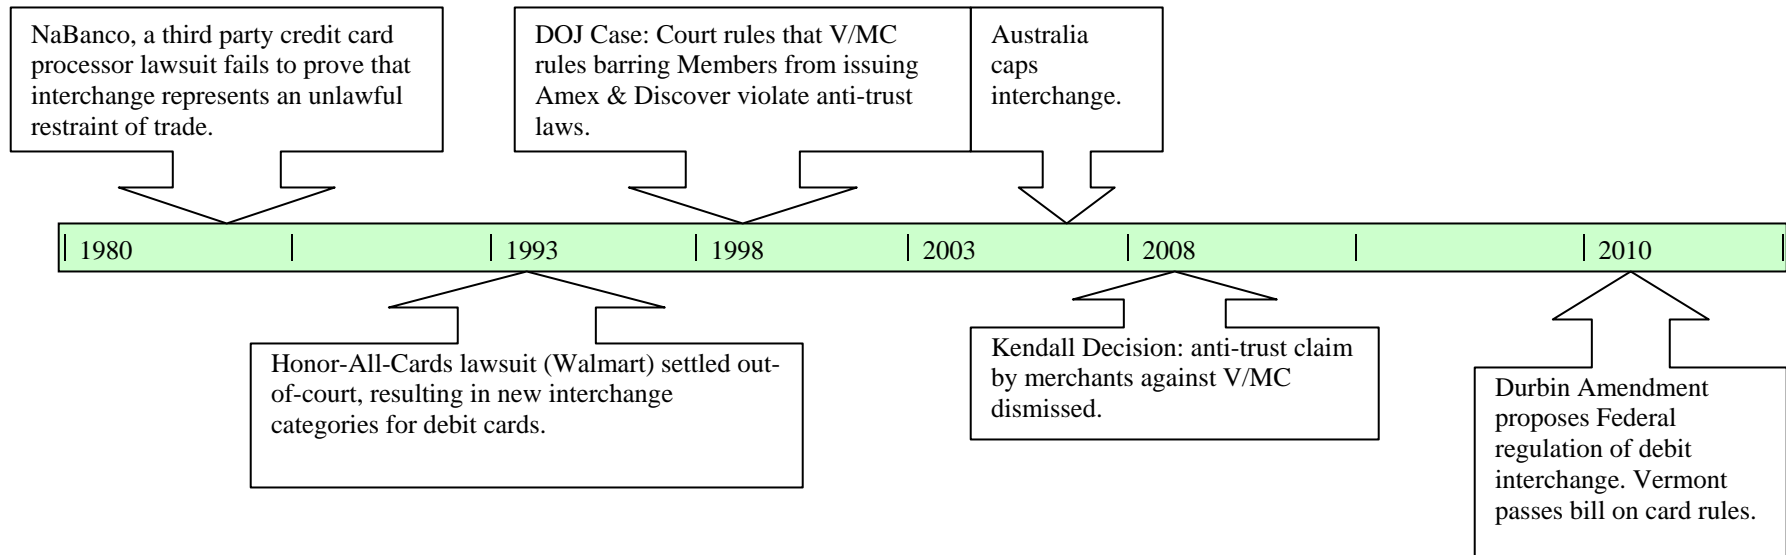 NaBanco, a third party credit card
processor lawsuit fails to prove that
interchange represents an unlawful
restraint of trade.
DOJ Case: Court rules that V/MC
rules barring Members from issuing
Amex & Discover violate anti-trust
laws.
Australia
caps
interchange.
1980
1993
1998
2003
2008
2010
Honor-All-Cards lawsuit (Walmart) settled out-
of-court, resulting in new interchange
categories for debit cards.
Kendall Decision: anti-trust claim
by merchants against V/MC
dismissed.
Durbin Amendment
proposes Federal
regulation of debit
interchange. Vermont
passes bill on card rules.